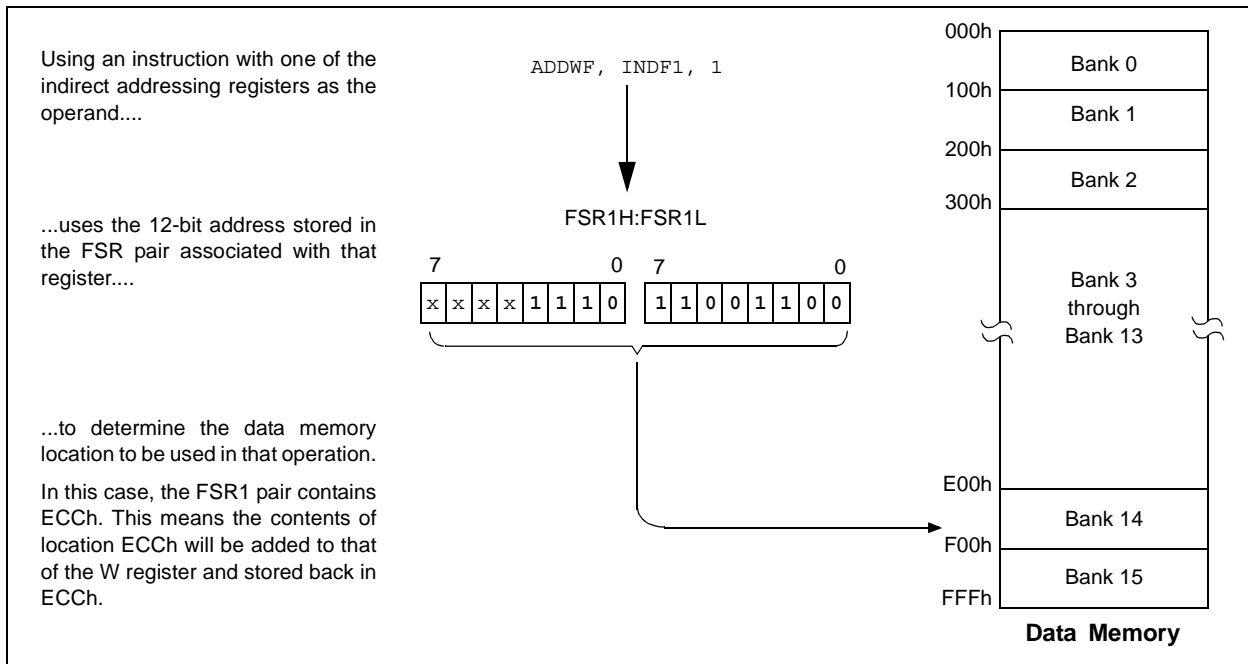 Using an instruction with one of the
indirect addressing registers as the
operand....
...uses the 12-bit address stored in
the FSR pair associated with that
register....
...to determine the data memory
location to be used in that operation.
In this case, the FSR1 pair contains
ECCh. This means the contents of
location ECCh will be added to that
of the W register and stored back in
ECCh.
ADDWF, INDF1, 1
FSR1H:FSR1L
7 0 7 0
x x x x 1 1 1 0 1 1 0 0 1 1 0 0
000h
Bank 0
100h
Bank 1
200h
Bank 2
300h
Bank 3
through
Bank 13
E00h
Bank 14
F00h
Bank 15
FFFh
Data Memory